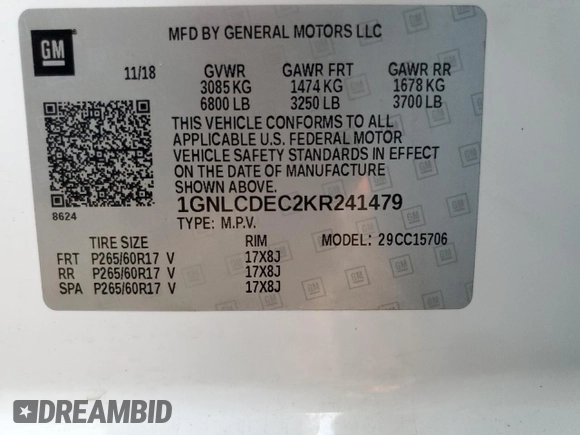 GM
MFD BY GENERAL MOTORS LLC
11/18 GVWR GAWR FRT GAWR RR
3085 KG 1474 KG 1678 KG
6800 LB 3250 LB 3700 LB
THIS VEHICLE CONFORMS TO ALL
APPLICABLE U.S. FEDERAL MOTOR
VEHICLE SAFETY STANDARDS IN EFFECT
ON THE DATE OF MANUFACTURE
SHOWN ABOVE.
8624 1GNLCDEC2KR241479
TYPE: M.P.V.
TIRE SIZE RIM MODEL: 29CC15706
FRT P265/60R17 V 17X8J
RR P265/60R17 V 17X8J
SPA P265/60R17 V 17X8J
DREAMBID